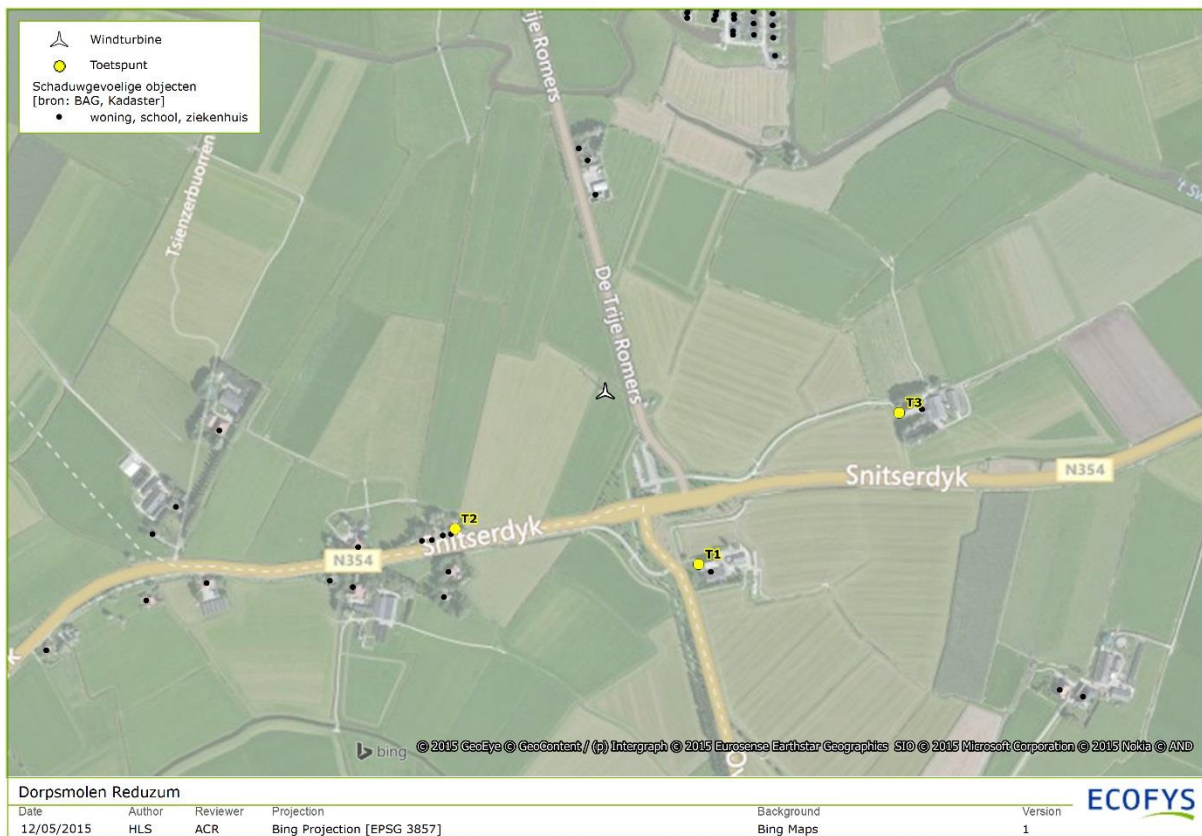 Windturbine
Toetspunt
Schaduwgevoelige objecten
[bron: BAG, Kadaster]
woning, school, ziekenhuis
rije Romers
Tsienzerbuorren
't Sw
De Trije Romers
T3
Snitserdyk
N354
T2
Snitserdyk
T1
N354
k
Ov
bing
© 2015 GeoEye © GeoContent / (p) Intergraph © 2015 Eurosense Earthstar Geographics SIO © 2015 Microsoft Corporation © 2015 Nokia © AND
Dorpsmolen Reduzum
Date Author Reviewer Projection Background Version
12/05/2015 HLS ACR Bing Projection [EPSG 3857] Bing Maps 1
ECOFYS